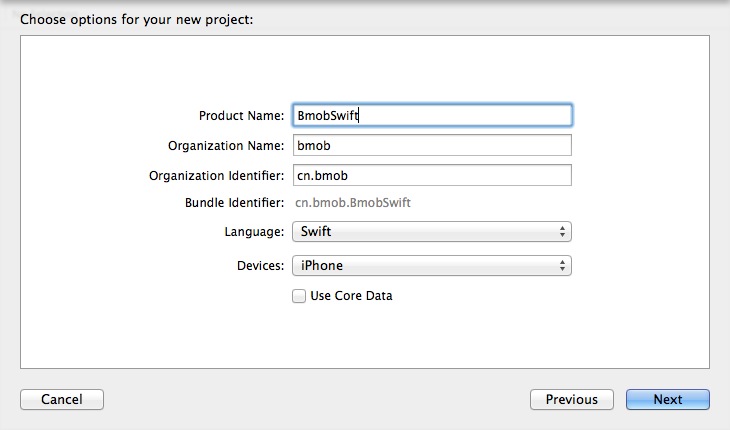 Choose options for your new project:
Product Name: BmobSwift
Organization Name: bmob
Organization Identifier: cn.bmob
Bundle Identifier: cn.bmob.BmobSwift
Language: Swift
Devices: iPhone
Use Core Data
Cancel Previous Next